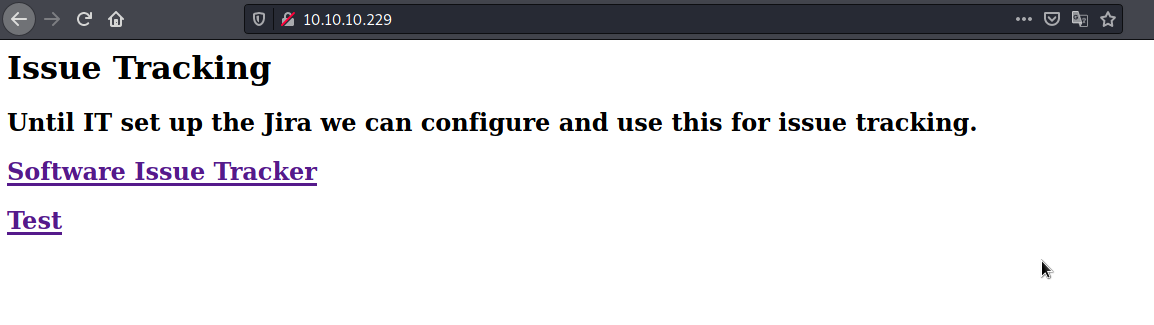 10.10.10.229
Issue Tracking
Until IT set up the Jira we can configure and use this for issue tracking.
Software Issue Tracker
Test